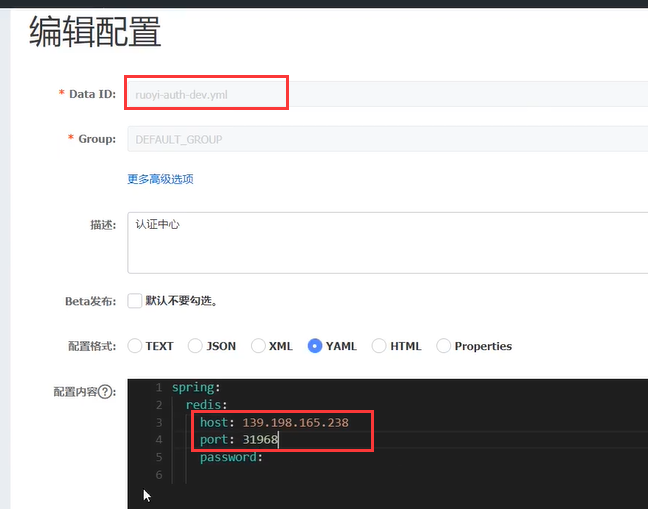 编辑配置
* Data ID: ruoyi-auth-dev.yml
* Group: DEFAULT_GROUP
更多高级选项
描述: 认证中心
Beta发布: 默认不要勾选。
配置格式: TEXT JSON XML YAML HTML Properties
配置内容?:
1 spring:
2 redis:
3 host: 139.198.165.238
4 port: 31968
5 password:
6